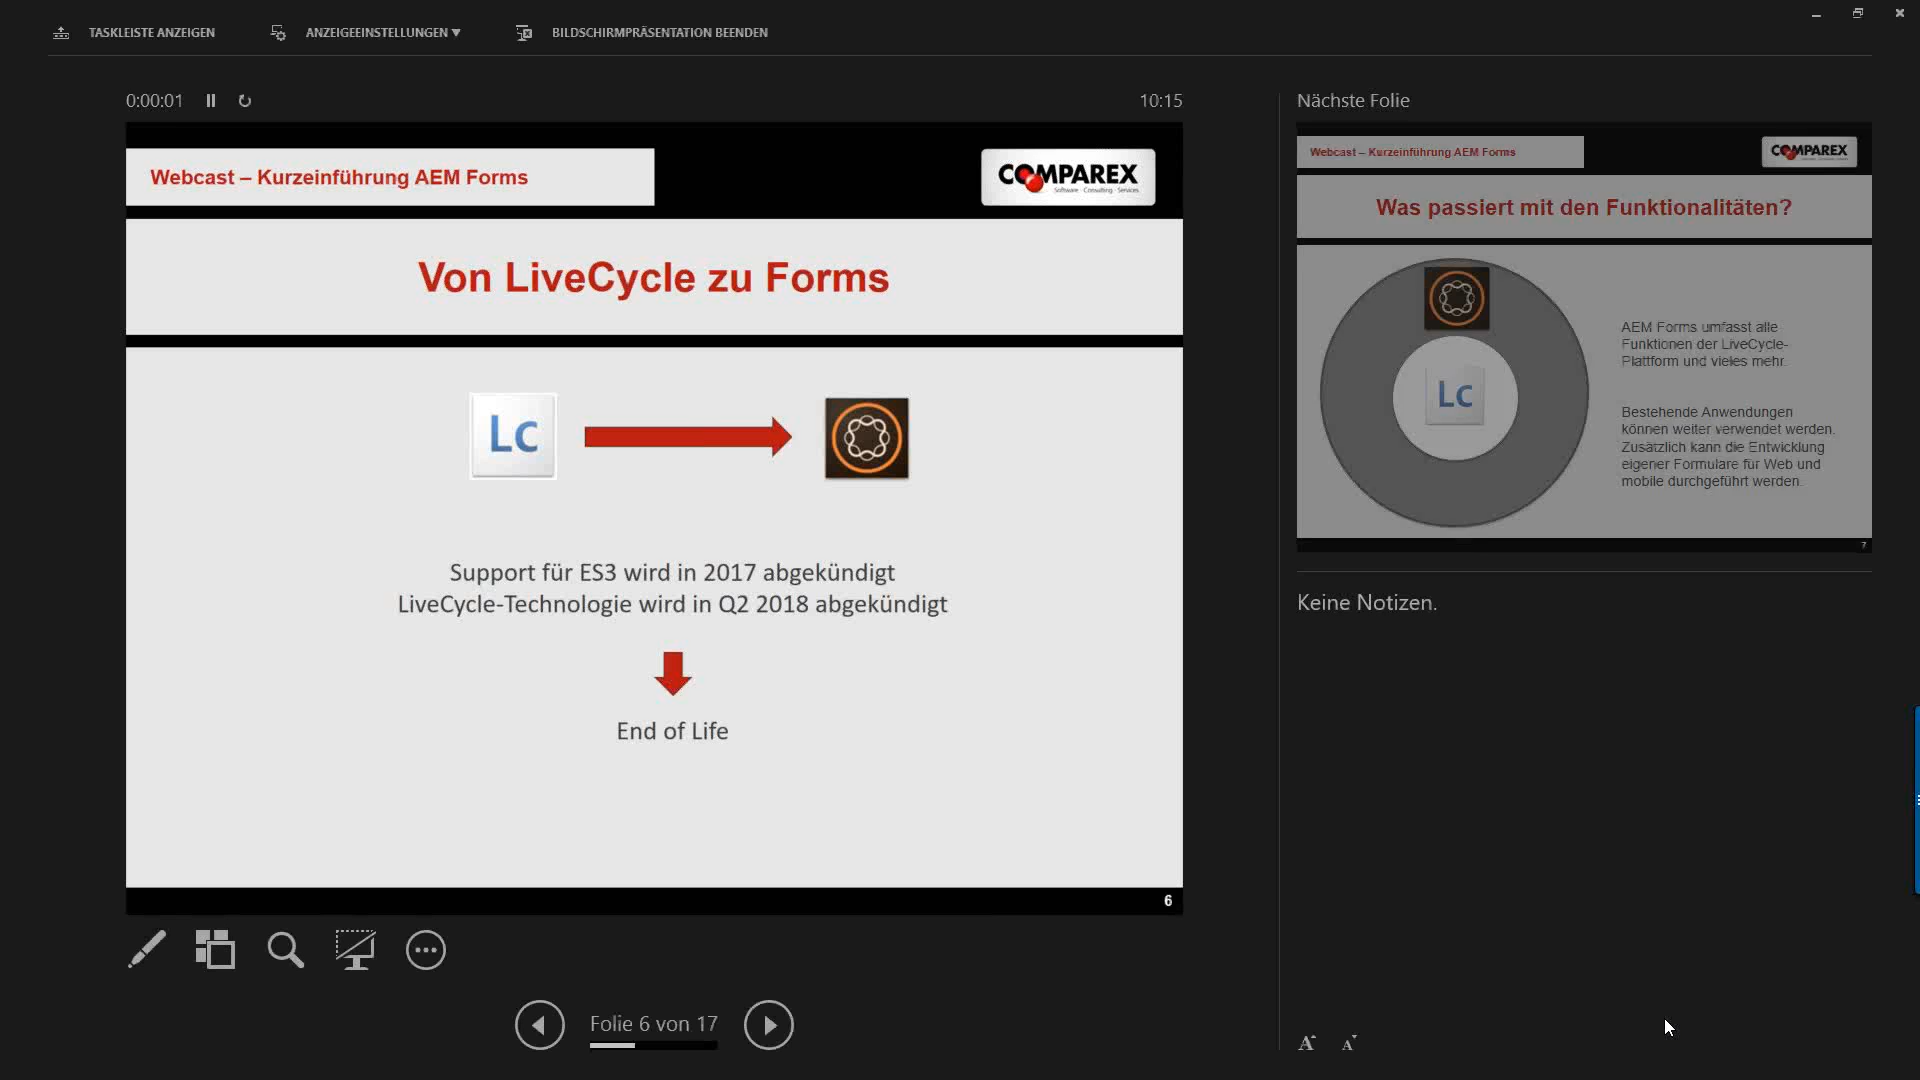 TASKLEISTE ANZEIGEN
ANZEIGEEINSTELLUNGEN ▼
BILDSCHIRMPRÄSENTATION BEENDEN
0:00:01
10:15
Webcast – Kurzeinführung AEM Forms
COMPAREX
Software · Consulting · Services
Von LiveCycle zu Forms
Lc
Support für ES3 wird in 2017 abgekündigt
LiveCycle-Technologie wird in Q2 2018 abgekündigt
End of Life
6
Folie 6 von 17
Nächste Folie
Webcast – Kurzeinführung AEM Forms
COMPAREX
Was passiert mit den Funktionalitäten?
Lc
AEM Forms umfasst alle
Funktionen der LiveCycle-
Plattform und vieles mehr.
Bestehende Anwendungen
können weiter verwendet werden.
Zusätzlich kann die Entwicklung
eigener Formulare für Web und
mobile durchgeführt werden.
7
Keine Notizen.
A A